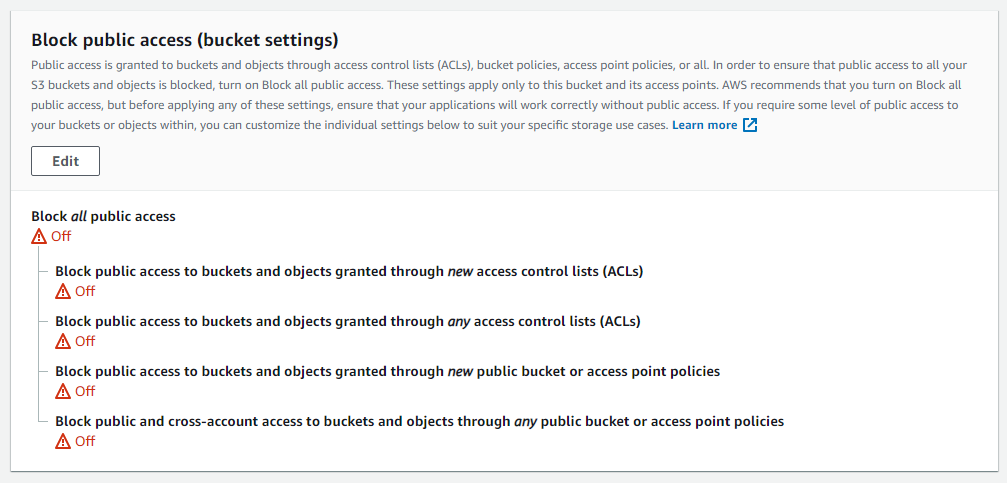 Block public access (bucket settings)
Public access is granted to buckets and objects through access control lists (ACLs), bucket policies, access point policies, or all. In order to ensure that public access to all your
S3 buckets and objects is blocked, turn on Block all public access. These settings apply only to this bucket and its access points. AWS recommends that you turn on Block all
public access, but before applying any of these settings, ensure that your applications will work correctly without public access. If you require some level of public access to
your buckets or objects within, you can customize the individual settings below to suit your specific storage use cases. Learn more
Edit
Block all public access
Off
Block public access to buckets and objects granted through new access control lists (ACLs)
Off
Block public access to buckets and objects granted through any access control lists (ACLs)
Off
Block public access to buckets and objects granted through new public bucket or access point policies
Off
Block public and cross-account access to buckets and objects through any public bucket or access point policies
Off